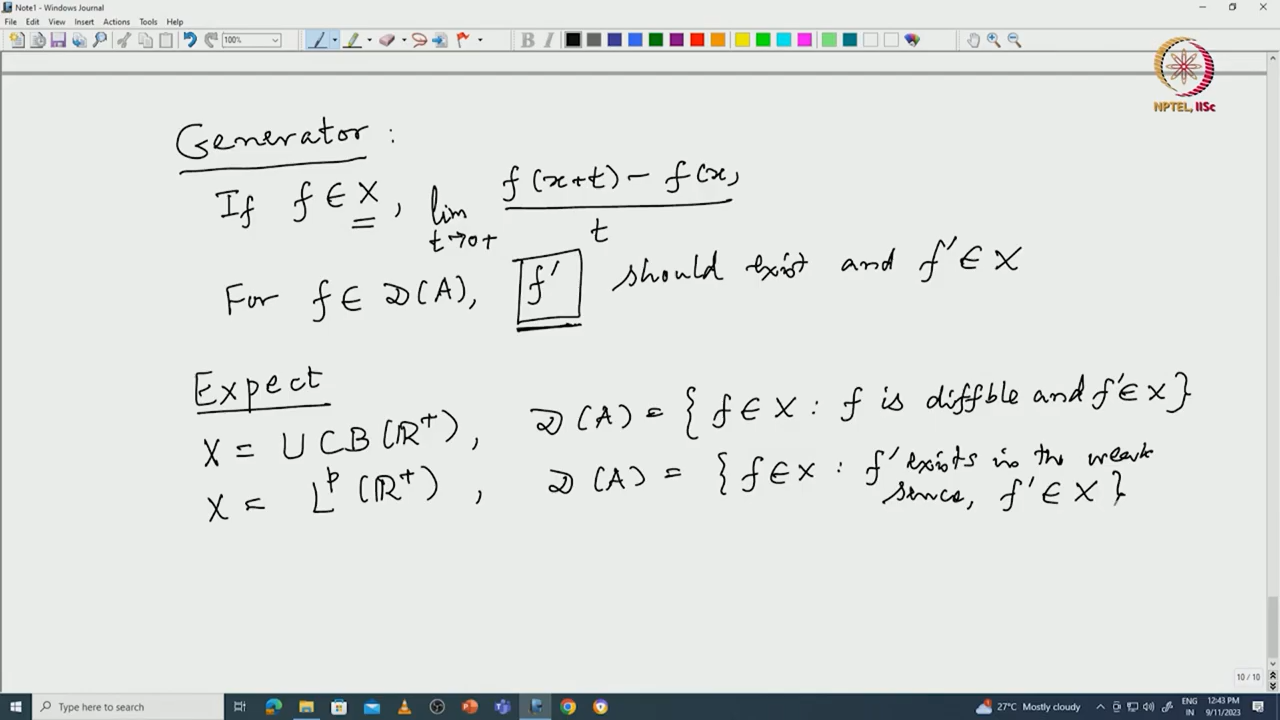 Note1 - Windows Journal
File Edit View Insert Actions Tools Help
100%
NPTEL, IISc
Generator :
If f ∈ X, lim t→0+ f(x+t) − f(x) / t
For f ∈ D(A), f' should exist and f' ∈ X
Expect
X = UCB(ℝ⁺), D(A) = { f ∈ X : f is diffble and f' ∈ X }
X = Lᵖ(ℝ⁺), D(A) = { f ∈ X : f' exists in the weak
sence, f' ∈ X }
10 / 10
Type here to search
27°C Mostly cloudy
ENG
IN
12:43 PM
9/11/2023